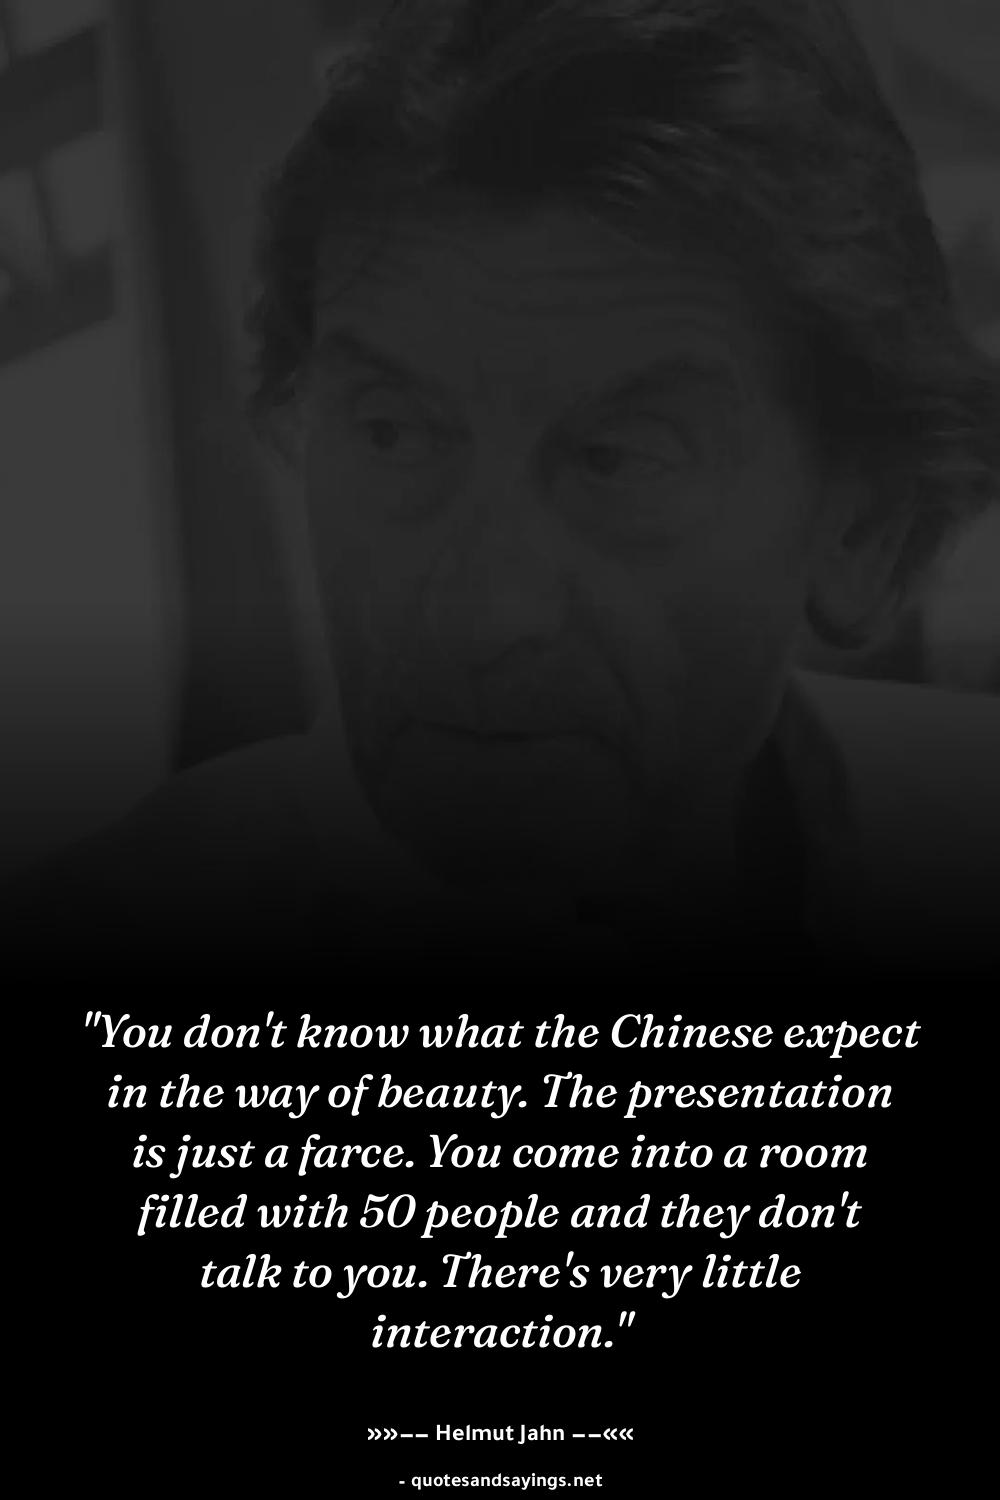 "You don't know what the Chinese expect
in the way of beauty. The presentation
is just a farce. You come into a room
filled with 50 people and they don't
talk to you. There's very little
interaction."
»»−− Helmut Jahn −−««
- quotesandsayings.net